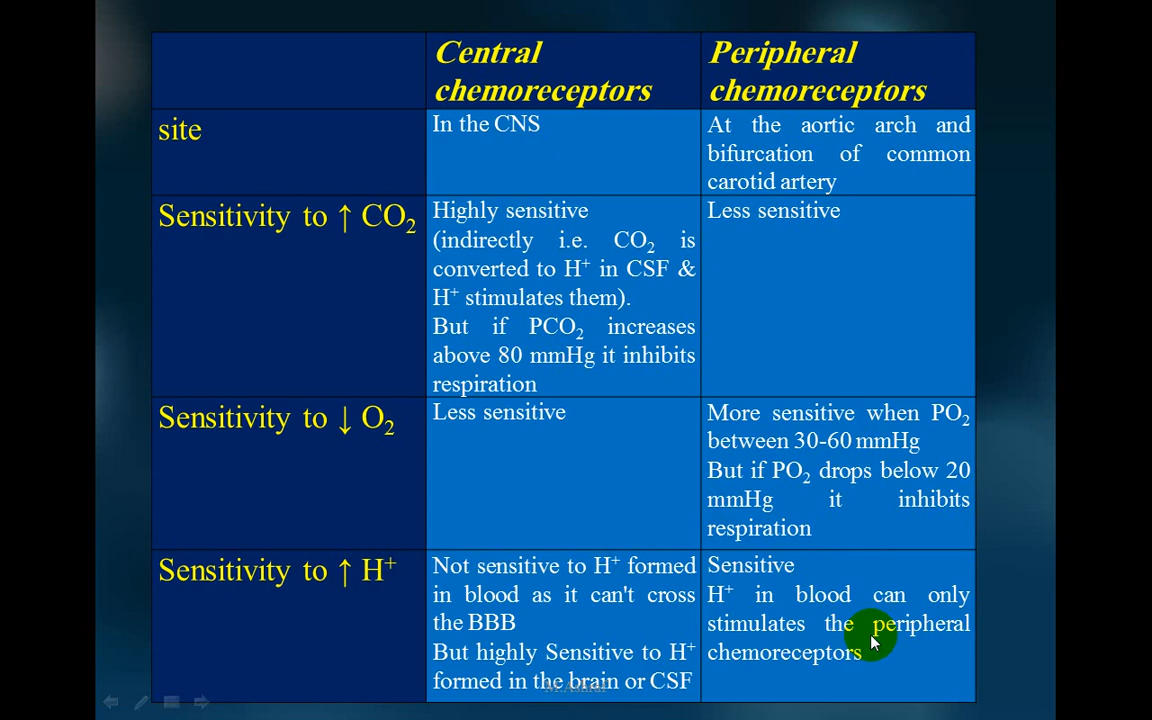 Central
chemoreceptors
Peripheral
chemoreceptors
site
In the CNS
At the aortic arch and
bifurcation of common
carotid artery
Sensitivity to ↑ CO₂
Highly sensitive
(indirectly i.e. CO₂ is
converted to H⁺ in CSF &
H⁺ stimulates them).
But if PCO₂ increases
above 80 mmHg it inhibits
respiration
Less sensitive
Sensitivity to ↓ O₂
Less sensitive
More sensitive when PO₂
between 30-60 mmHg
But if PO₂ drops below 20
mmHg it inhibits
respiration
Sensitivity to ↑ H⁺
Not sensitive to H⁺ formed
in blood as it can't cross
the BBB
But highly Sensitive to H⁺
formed in the brain or CSF
Sensitive
H⁺ in blood can only
stimulates the peripheral
chemoreceptors